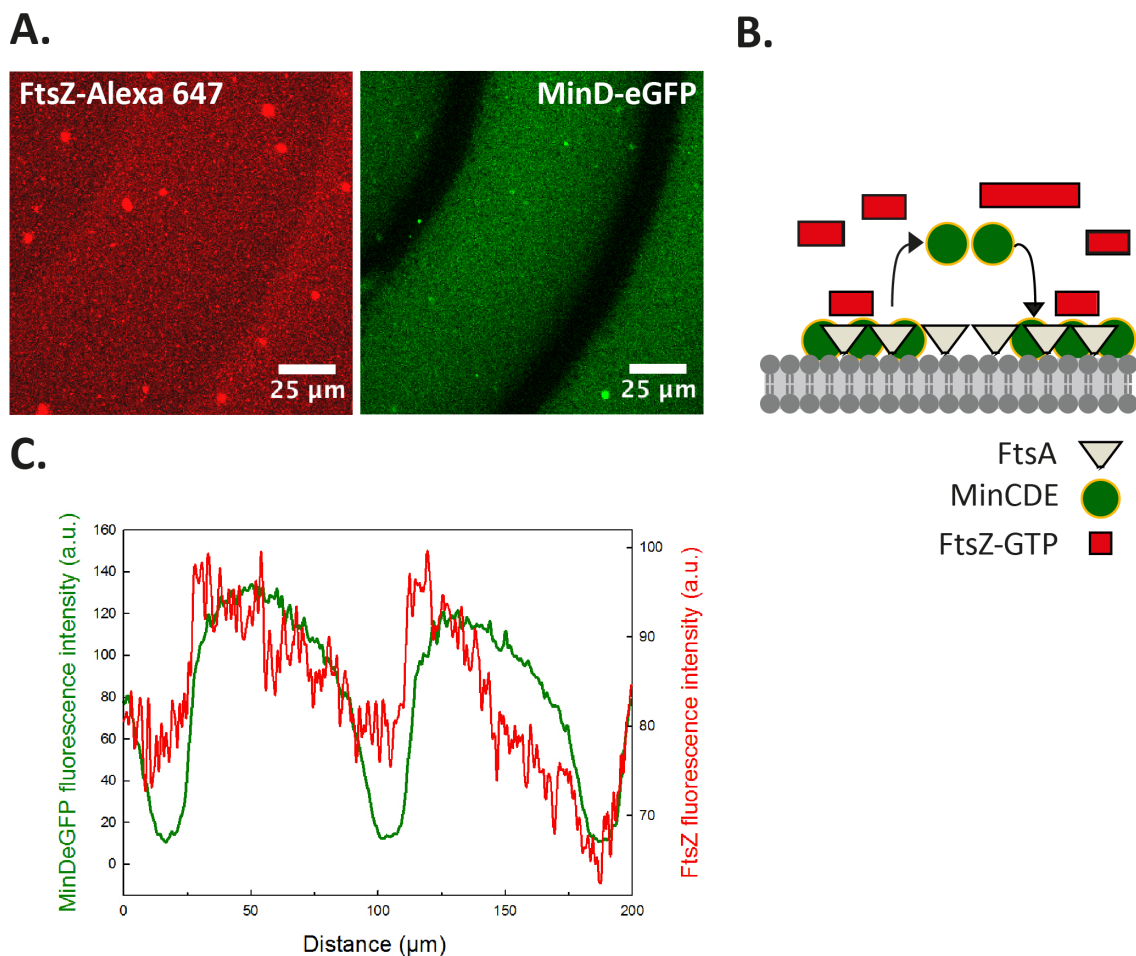 A.
B.
FtsZ-Alexa 647
MinD-eGFP
25 µm
25 µm
FtsA
MinCDE
FtsZ-GTP
C.
MinDeGFP fluorescence intensity (a.u.)
160
140
120
100
80
60
40
20
0
100
90
80
70
FtsZ fluorescence intensity (a.u.)
0
50
100
150
200
Distance (µm)